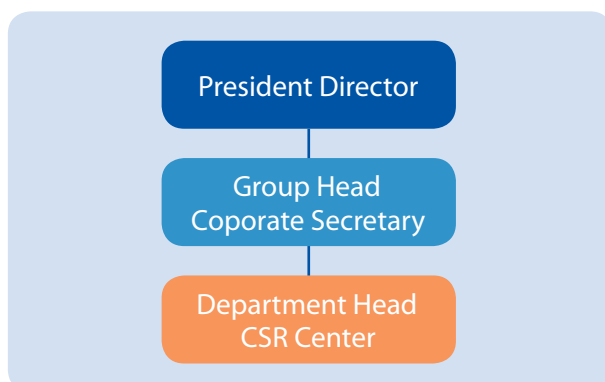 President Director
Group Head
Coporate Secretary
Department Head
CSR Center